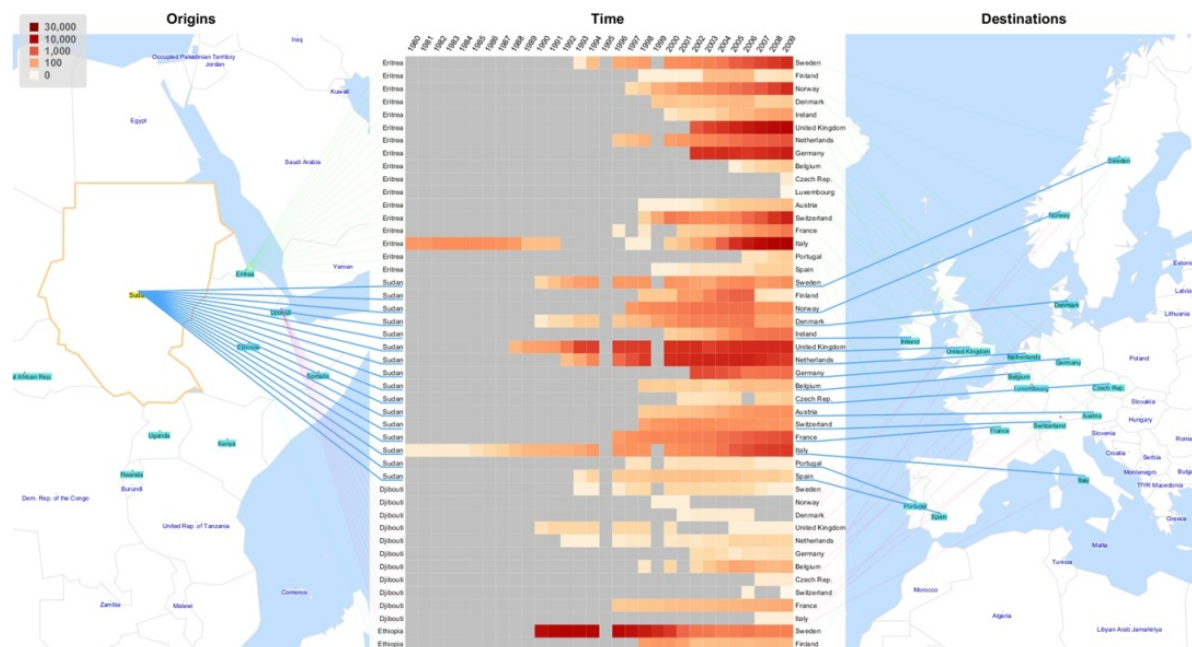 Origins
Time
Destinations
30,000
10,000
1,000
100
0
1980 1981 1982 1983 1984 1985 1986 1987 1988 1989 1990 1991 1992 1993 1994 1995 1996 1997 1998 1999 2000 2001 2002 2003 2004 2005 2006 2007 2008 2009
Iraq
Occupied Palestinian Territory
Jordan
Kuwait
Egypt
Saudi Arabia
Yemen
Eritrea
Sudan
Djibouti
Ethiopia
Somalia
al African Rep.
Uganda
Kenya
Rwanda
Burundi
Dem. Rep. of the Congo
United Rep. of Tanzania
Comoros
Zambia
Malawi
Eritrea Sweden
Eritrea Finland
Eritrea Norway
Eritrea Denmark
Eritrea Ireland
Eritrea United Kingdom
Eritrea Netherlands
Eritrea Germany
Eritrea Belgium
Eritrea Czech Rep.
Eritrea Luxembourg
Eritrea Austria
Eritrea Switzerland
Eritrea France
Eritrea Italy
Eritrea Portugal
Eritrea Spain
Sudan Sweden
Sudan Finland
Sudan Norway
Sudan Denmark
Sudan Ireland
Sudan United Kingdom
Sudan Netherlands
Sudan Germany
Sudan Belgium
Sudan Czech Rep.
Sudan Austria
Sudan Switzerland
Sudan France
Sudan Italy
Sudan Portugal
Sudan Spain
Djibouti Sweden
Djibouti Norway
Djibouti Denmark
Djibouti United Kingdom
Djibouti Netherlands
Djibouti Germany
Djibouti Belgium
Djibouti Czech Rep.
Djibouti Switzerland
Djibouti France
Djibouti Italy
Ethiopia Sweden
Ethiopia Finland
Sweden
Norway
Estonia
Latvia
Denmark
Lithuania
Ireland
United Kingdom
Netherlands
Germany
Poland
Belgium
Luxembourg
Czech Rep.
Slovakia
Austria
Hungary
France
Switzerland
Slovenia
Roma
Croatia
Serbia
Montenegro
Bulg
Italy
TfYR Macedonia
Portugal
Spain
Greece
Malta
Tunisia
Morocco
Algeria
Libyan Arab Jamahiriya